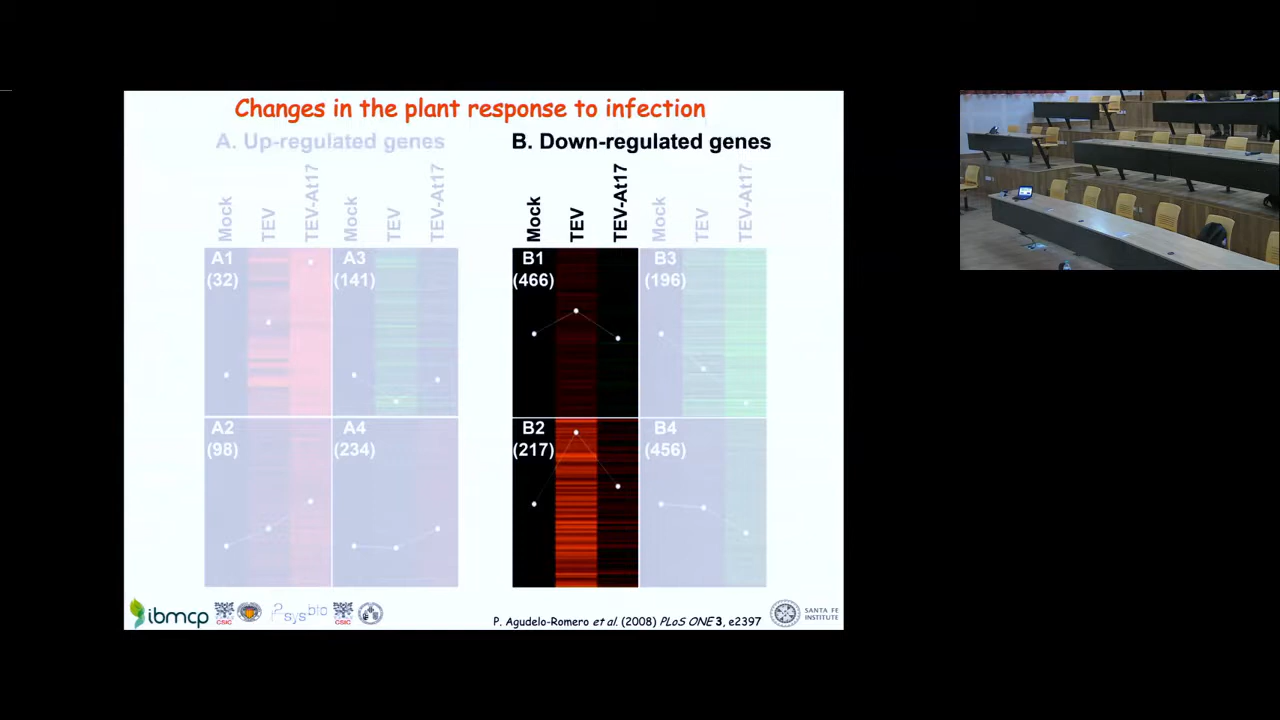 Changes in the plant response to infection
A. Up-regulated genes
B. Down-regulated genes
Mock
TEV
TEV-At17
Mock
TEV
TEV-At17
Mock
TEV
TEV-At17
Mock
TEV
TEV-At17
A1
(32)
A3
(141)
B1
(466)
B3
(196)
A2
(98)
A4
(234)
B2
(217)
B4
(456)
ibmcp
CSIC
i2sysbio
CSIC
P. Agudelo-Romero et al. (2008) PLoS ONE 3, e2397
SANTA FE
INSTITUTE